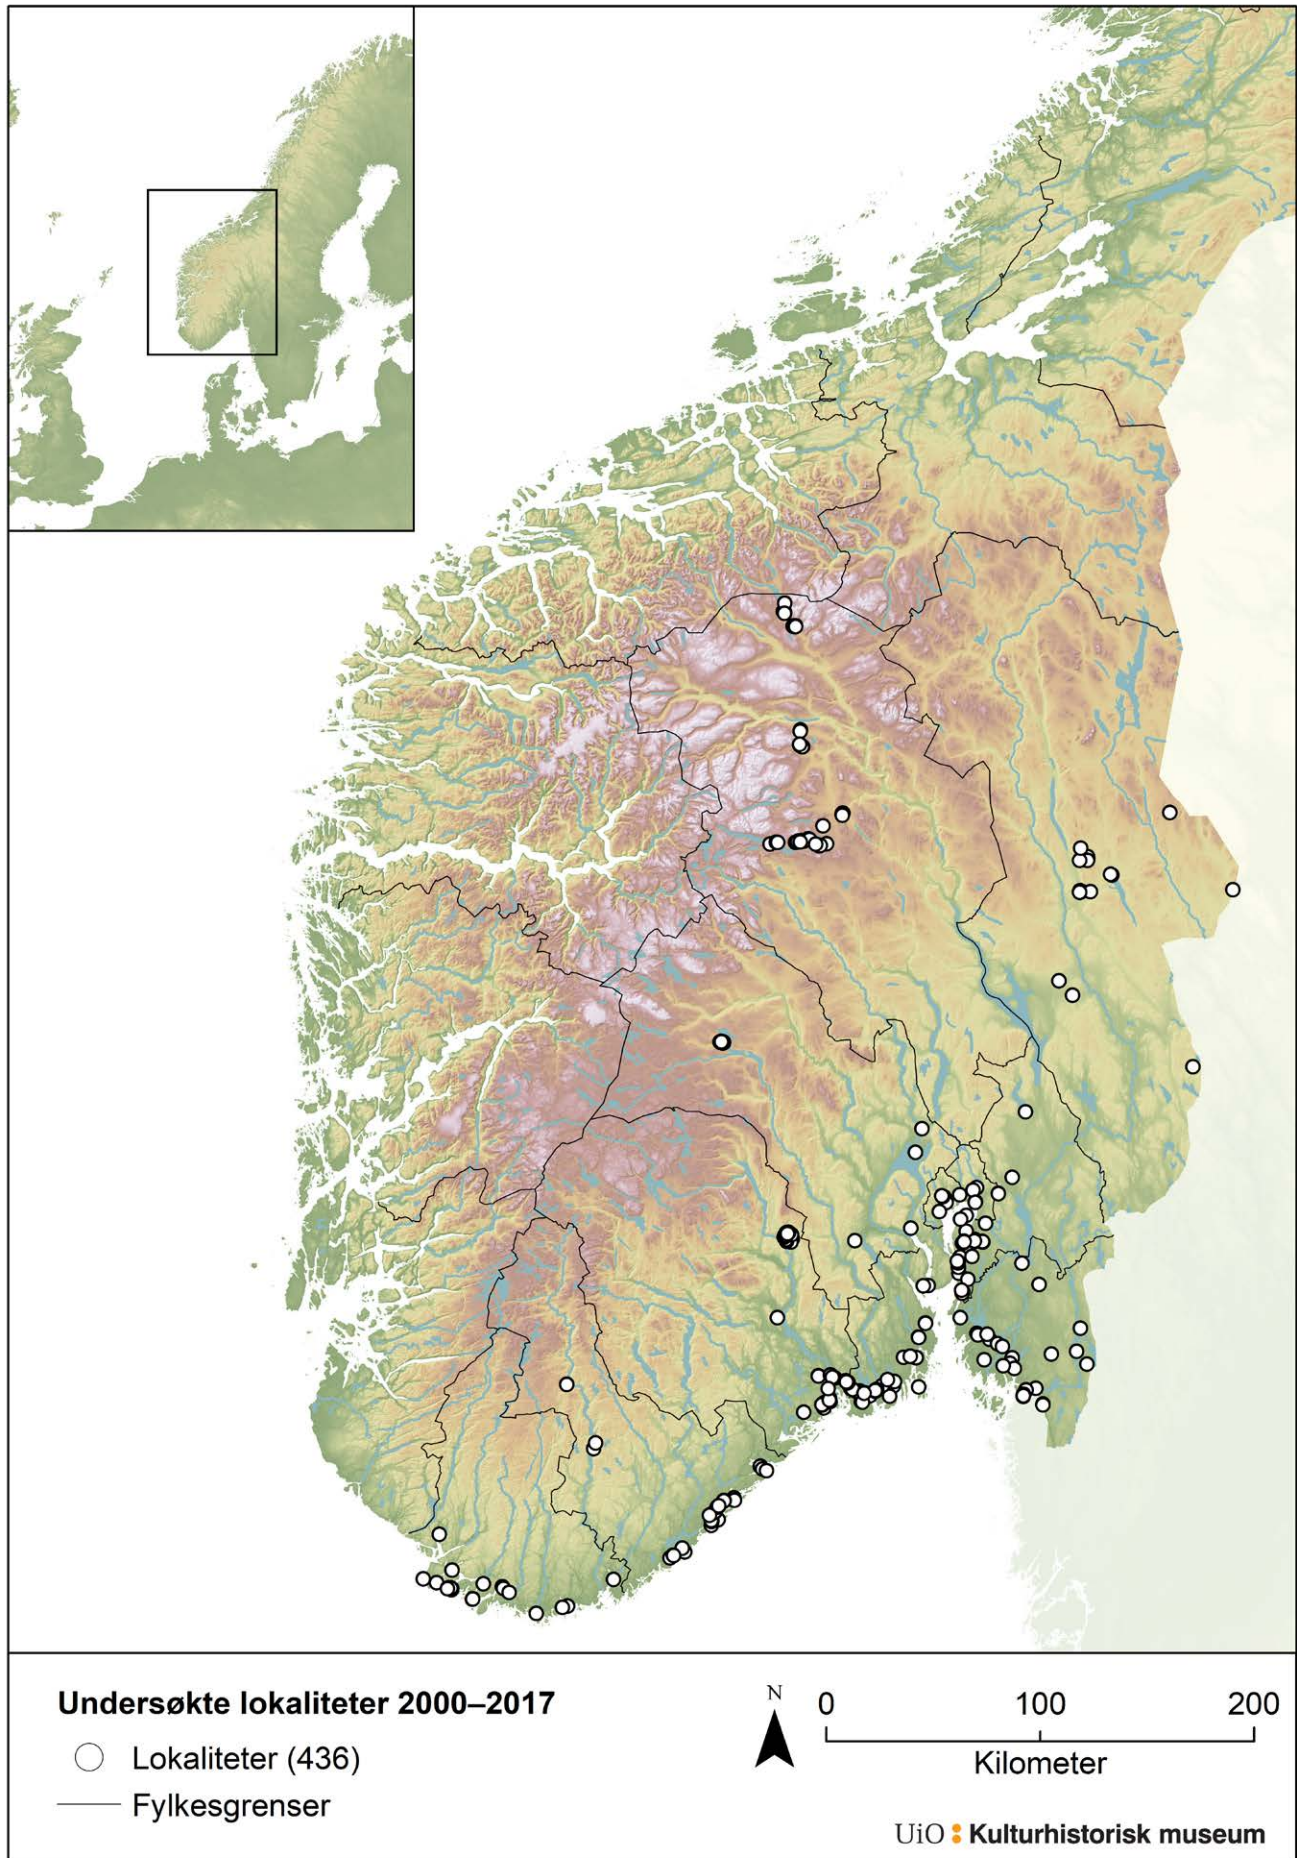 Undersøkte lokaliteter 2000–2017
Lokaliteter (436)
Fylkesgrenser
N
0 100 200
Kilometer
UiO Kulturhistorisk museum